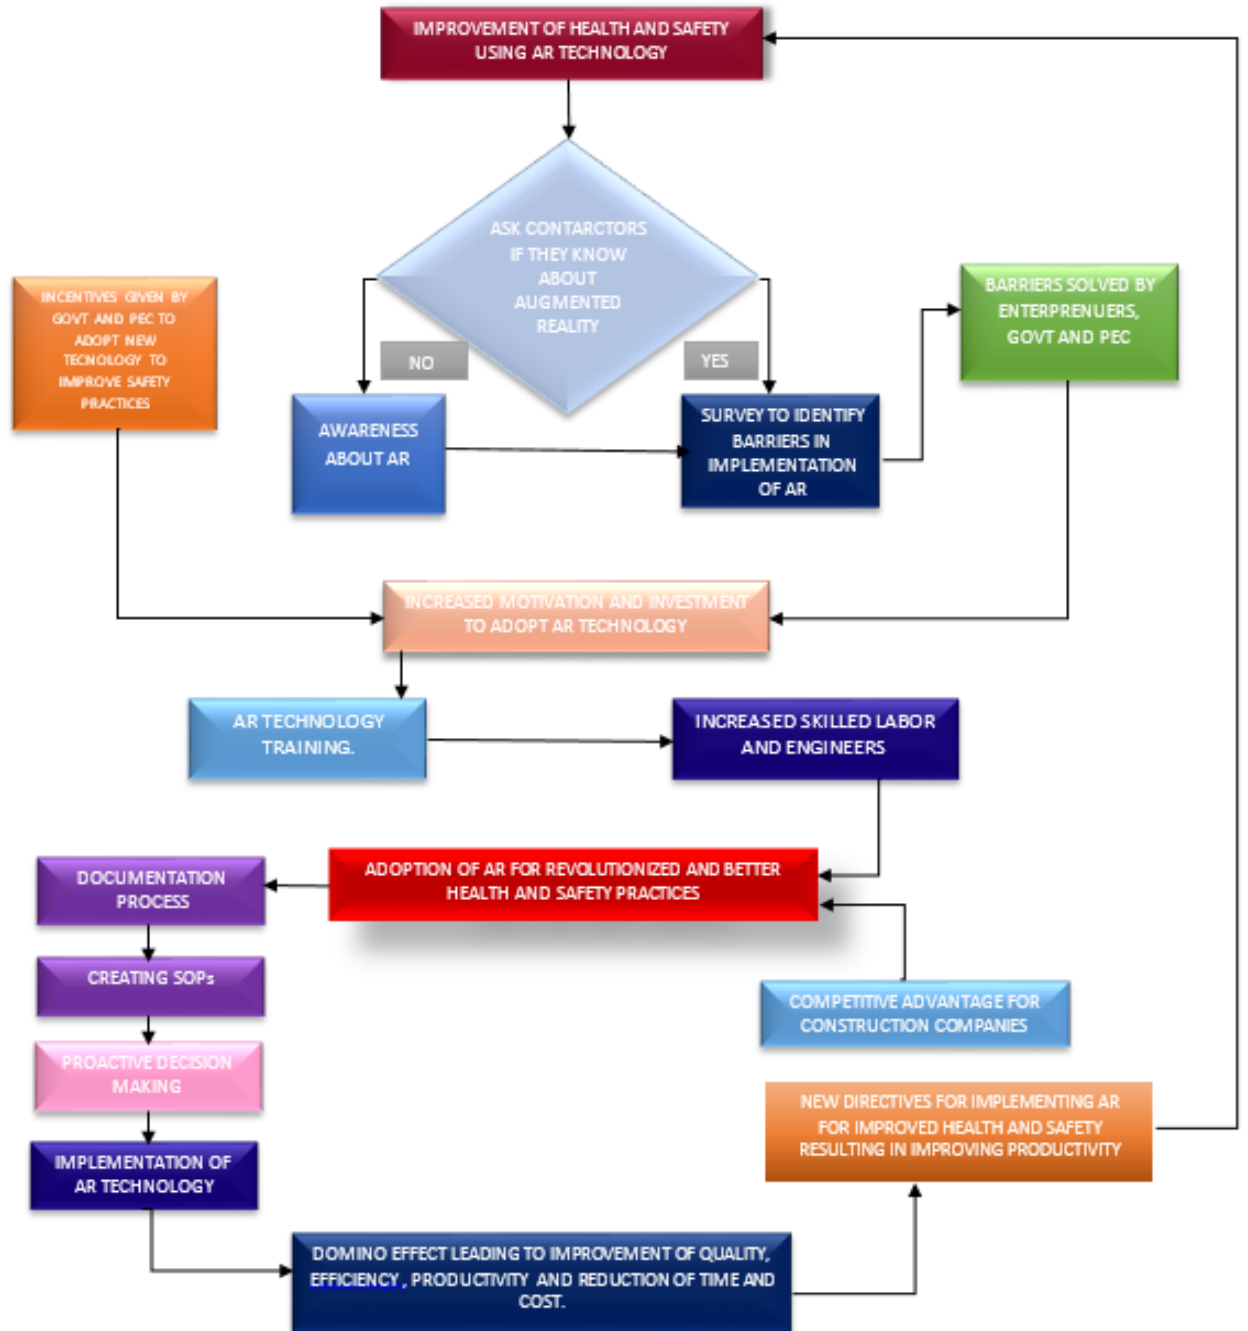 IMPROVEMENT OF HEALTH AND SAFETY
USING AR TECHNOLOGY
ASK CONTARCTORS
IF THEY KNOW
ABOUT
AUGMENTED
REALITY
INCENTIVES GIVEN BY
GOVT AND PEC TO
ADOPT NEW
TECNOLOGY TO
IMPROVE SAFETY
PRACTICES
BARRIERS SOLVED BY
ENTERPRENUERS,
GOVT AND PEC
NO
YES
AWARENESS
ABOUT AR
SURVEY TO IDENTIFY
BARRIERS IN
IMPLEMENTATION
OF AR
INCREASED MOTIVATION AND INVESTMENT
TO ADOPT AR TECHNOLOGY
AR TECHNOLOGY
TRAINING.
INCREASED SKILLED LABOR
AND ENGINEERS
ADOPTION OF AR FOR REVOLUTIONIZED AND BETTER
HEALTH AND SAFETY PRACTICES
DOCUMENTATION
PROCESS
CREATING SOPs
COMPETITIVE ADVANTAGE FOR
CONSTRUCTION COMPANIES
PROACTIVE DECISION
MAKING
NEW DIRECTIVES FOR IMPLEMENTING AR
FOR IMPROVED HEALTH AND SAFETY
RESULTING IN IMPROVING PRODUCTIVITY
IMPLEMENTATION OF
AR TECHNOLOGY
DOMINO EFFECT LEADING TO IMPROVEMENT OF QUALITY,
EFFICIENCY , PRODUCTIVITY AND REDUCTION OF TIME AND
COST.